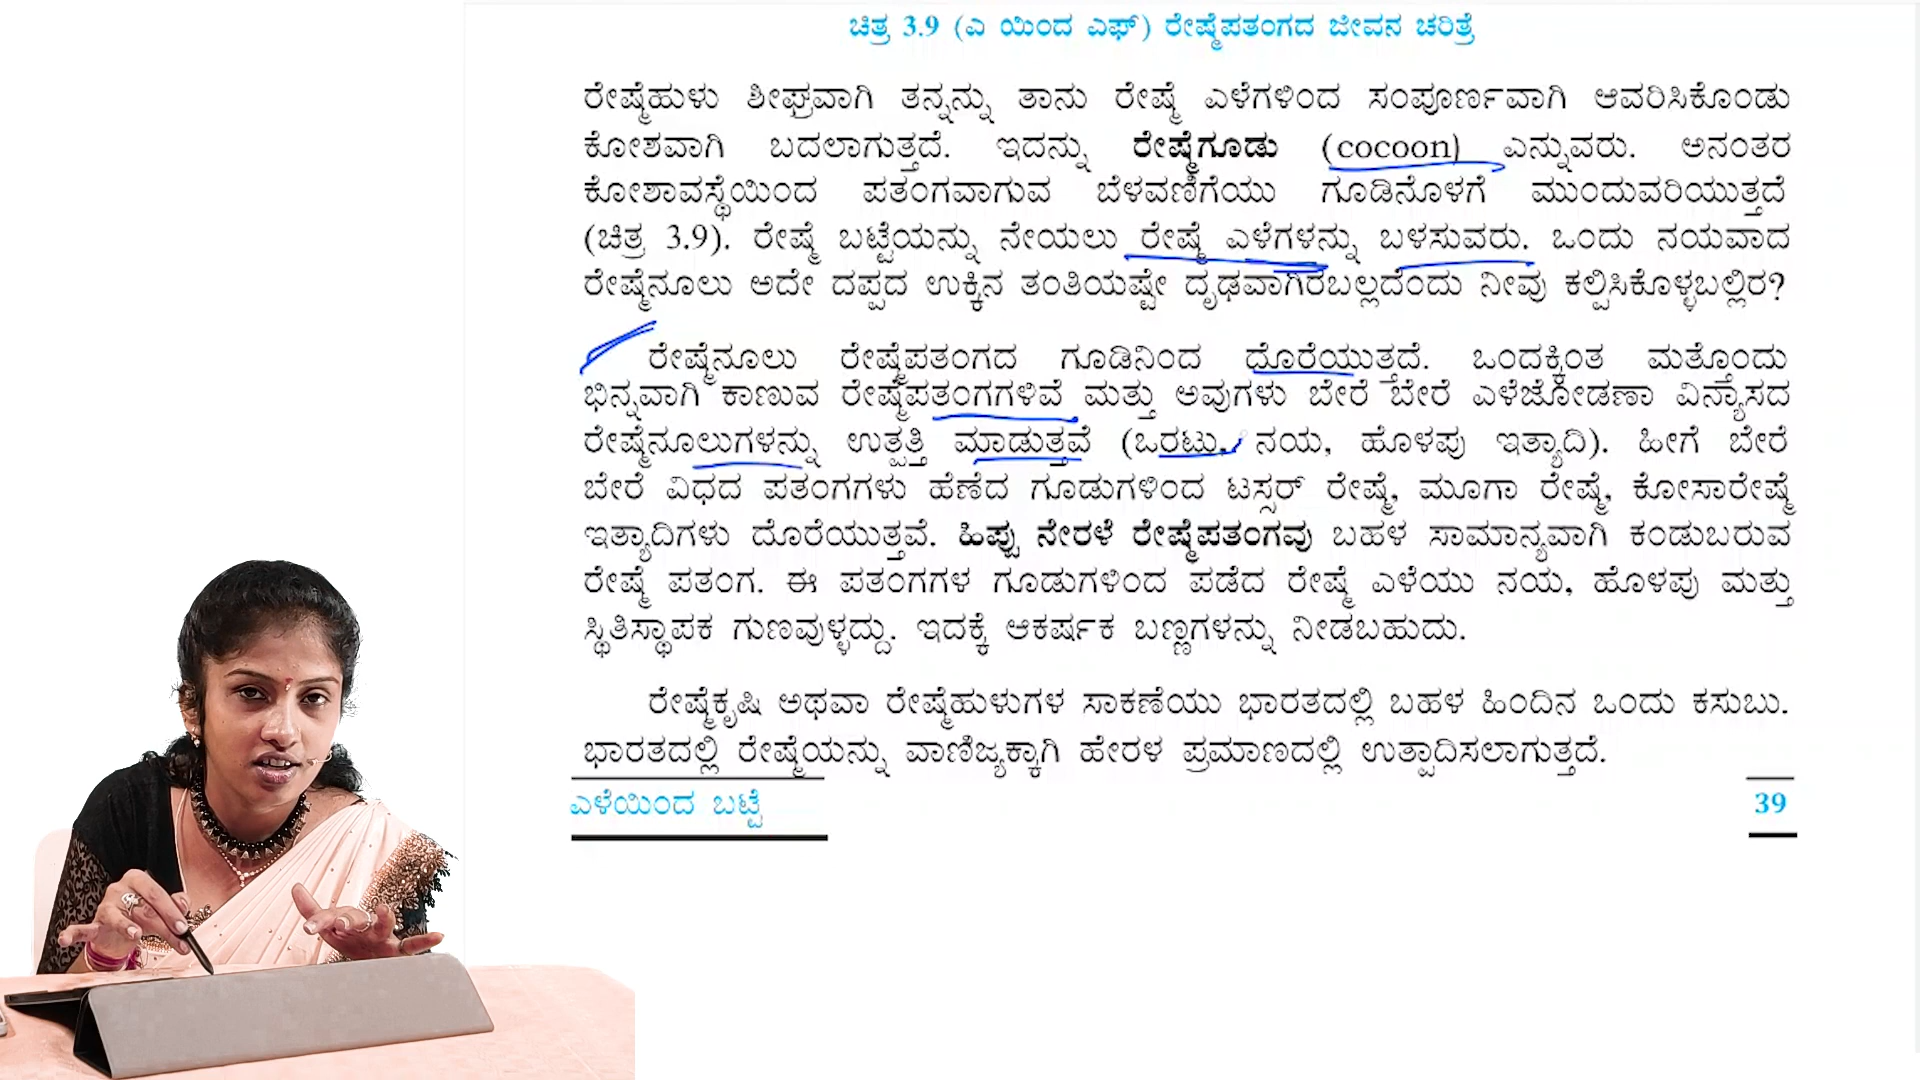 ಚಿತ್ರ 3.9 (ಎ ಯಿಂದ ಎಫ್) ರೇಷ್ಮೆಪತಂಗದ ಜೀವನ ಚರಿತ್ರೆ
ರೇಷ್ಮೆಹುಳು ಶೀಘ್ರವಾಗಿ ತನ್ನನ್ನು ತಾನು ರೇಷ್ಮೆ ಎಳೆಗಳಿಂದ ಸಂಪೂರ್ಣವಾಗಿ ಆವರಿಸಿಕೊಂಡು
ಕೋಶವಾಗಿ ಬದಲಾಗುತ್ತದೆ. ಇದನ್ನು ರೇಷ್ಮೆಗೂಡು (cocoon) ಎನ್ನುವರು. ಅನಂತರ
ಕೋಶಾವಸ್ಥೆಯಿಂದ ಪತಂಗವಾಗುವ ಬೆಳವಣಿಗೆಯು ಗೂಡಿನೊಳಗೆ ಮುಂದುವರಿಯುತ್ತದೆ
(ಚಿತ್ರ 3.9). ರೇಷ್ಮೆ ಬಟ್ಟೆಯನ್ನು ನೇಯಲು ರೇಷ್ಮೆ ಎಳೆಗಳನ್ನು ಬಳಸುವರು. ಒಂದು ನಯವಾದ
ರೇಷ್ಮೆನೂಲು ಅದೇ ದಪ್ಪದ ಉಕ್ಕಿನ ತಂತಿಯಷ್ಟೇ ದೃಢವಾಗಿರಬಲ್ಲದೆಂದು ನೀವು ಕಲ್ಪಿಸಿಕೊಳ್ಳಬಲ್ಲಿರ?
ರೇಷ್ಮೆನೂಲು ರೇಷ್ಮೆಪತಂಗದ ಗೂಡಿನಿಂದ ದೊರೆಯುತ್ತದೆ. ಒಂದಕ್ಕಿಂತ ಮತ್ತೊಂದು
ಭಿನ್ನವಾಗಿ ಕಾಣುವ ರೇಷ್ಮೆಪತಂಗಗಳಿವೆ ಮತ್ತು ಅವುಗಳು ಬೇರೆ ಬೇರೆ ಎಳೆಜೋಡಣಾ ವಿನ್ಯಾಸದ
ರೇಷ್ಮೆನೂಲುಗಳನ್ನು ಉತ್ಪತ್ತಿ ಮಾಡುತ್ತವೆ (ಒರಟು, ನಯ, ಹೊಳಪು ಇತ್ಯಾದಿ). ಹೀಗೆ ಬೇರೆ
ಬೇರೆ ವಿಧದ ಪತಂಗಗಳು ಹೆಣೆದ ಗೂಡುಗಳಿಂದ ಟಸ್ಸರ್ ರೇಷ್ಮೆ, ಮೂಗಾ ರೇಷ್ಮೆ, ಕೋಸಾರೇಷ್ಮೆ
ಇತ್ಯಾದಿಗಳು ದೊರೆಯುತ್ತವೆ. ಹಿಪ್ಪು ನೇರಳೆ ರೇಷ್ಮೆಪತಂಗವು ಬಹಳ ಸಾಮಾನ್ಯವಾಗಿ ಕಂಡುಬರುವ
ರೇಷ್ಮೆ ಪತಂಗ. ಈ ಪತಂಗಗಳ ಗೂಡುಗಳಿಂದ ಪಡೆದ ರೇಷ್ಮೆ ಎಳೆಯು ನಯ, ಹೊಳಪು ಮತ್ತು
ಸ್ಥಿತಿಸ್ಥಾಪಕ ಗುಣವುಳ್ಳದ್ದು. ಇದಕ್ಕೆ ಆಕರ್ಷಕ ಬಣ್ಣಗಳನ್ನು ನೀಡಬಹುದು.
ರೇಷ್ಮೆಕೃಷಿ ಅಥವಾ ರೇಷ್ಮೆಹುಳುಗಳ ಸಾಕಣೆಯು ಭಾರತದಲ್ಲಿ ಬಹಳ ಹಿಂದಿನ ಒಂದು ಕಸುಬು.
ಭಾರತದಲ್ಲಿ ರೇಷ್ಮೆಯನ್ನು ವಾಣಿಜ್ಯಕ್ಕಾಗಿ ಹೇರಳ ಪ್ರಮಾಣದಲ್ಲಿ ಉತ್ಪಾದಿಸಲಾಗುತ್ತದೆ.
ಎಳೆಯಿಂದ ಬಟ್ಟೆ
39